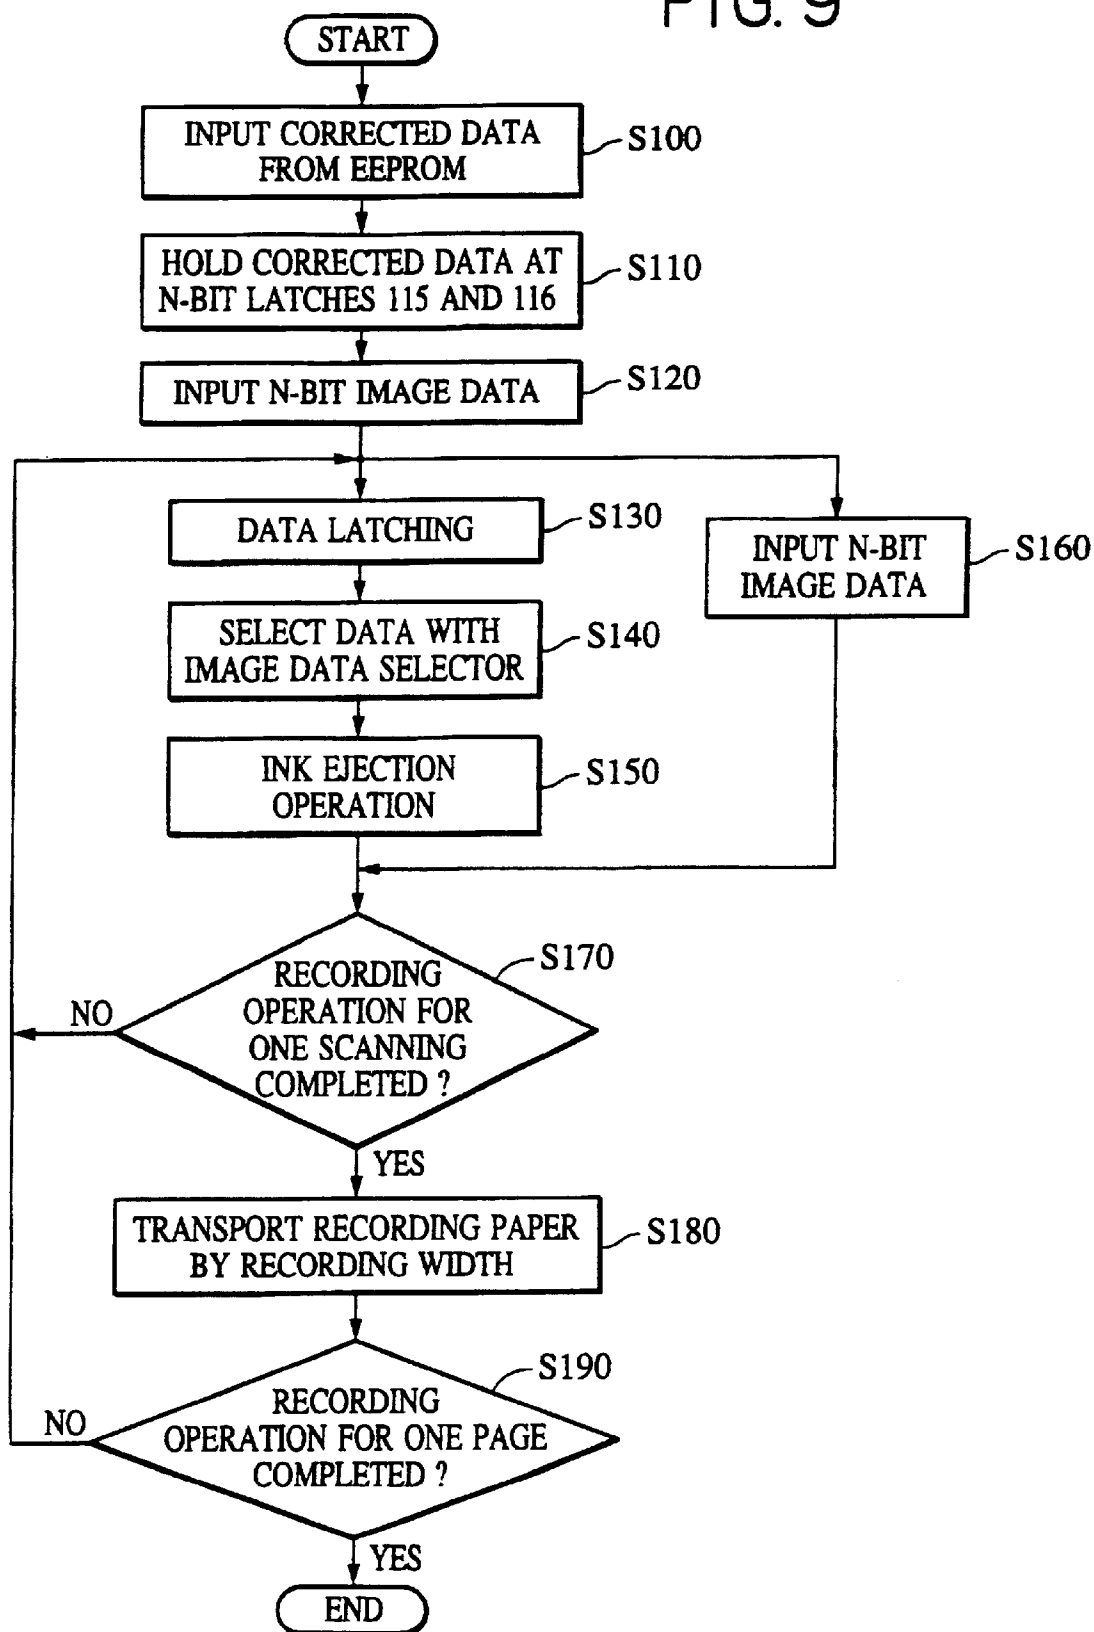 FIG. 9
START
INPUT CORRECTED DATA
FROM EEPROM
S100
HOLD CORRECTED DATA AT
N-BIT LATCHES 115 AND 116
S110
INPUT N-BIT IMAGE DATA
S120
DATA LATCHING
S130
INPUT N-BIT
IMAGE DATA
S160
SELECT DATA WITH
IMAGE DATA SELECTOR
S140
INK EJECTION
OPERATION
S150
RECORDING
OPERATION FOR
ONE SCANNING
COMPLETED ?
S170
NO
YES
TRANSPORT RECORDING PAPER
BY RECORDING WIDTH
S180
RECORDING
OPERATION FOR ONE PAGE
COMPLETED ?
S190
NO
YES
END